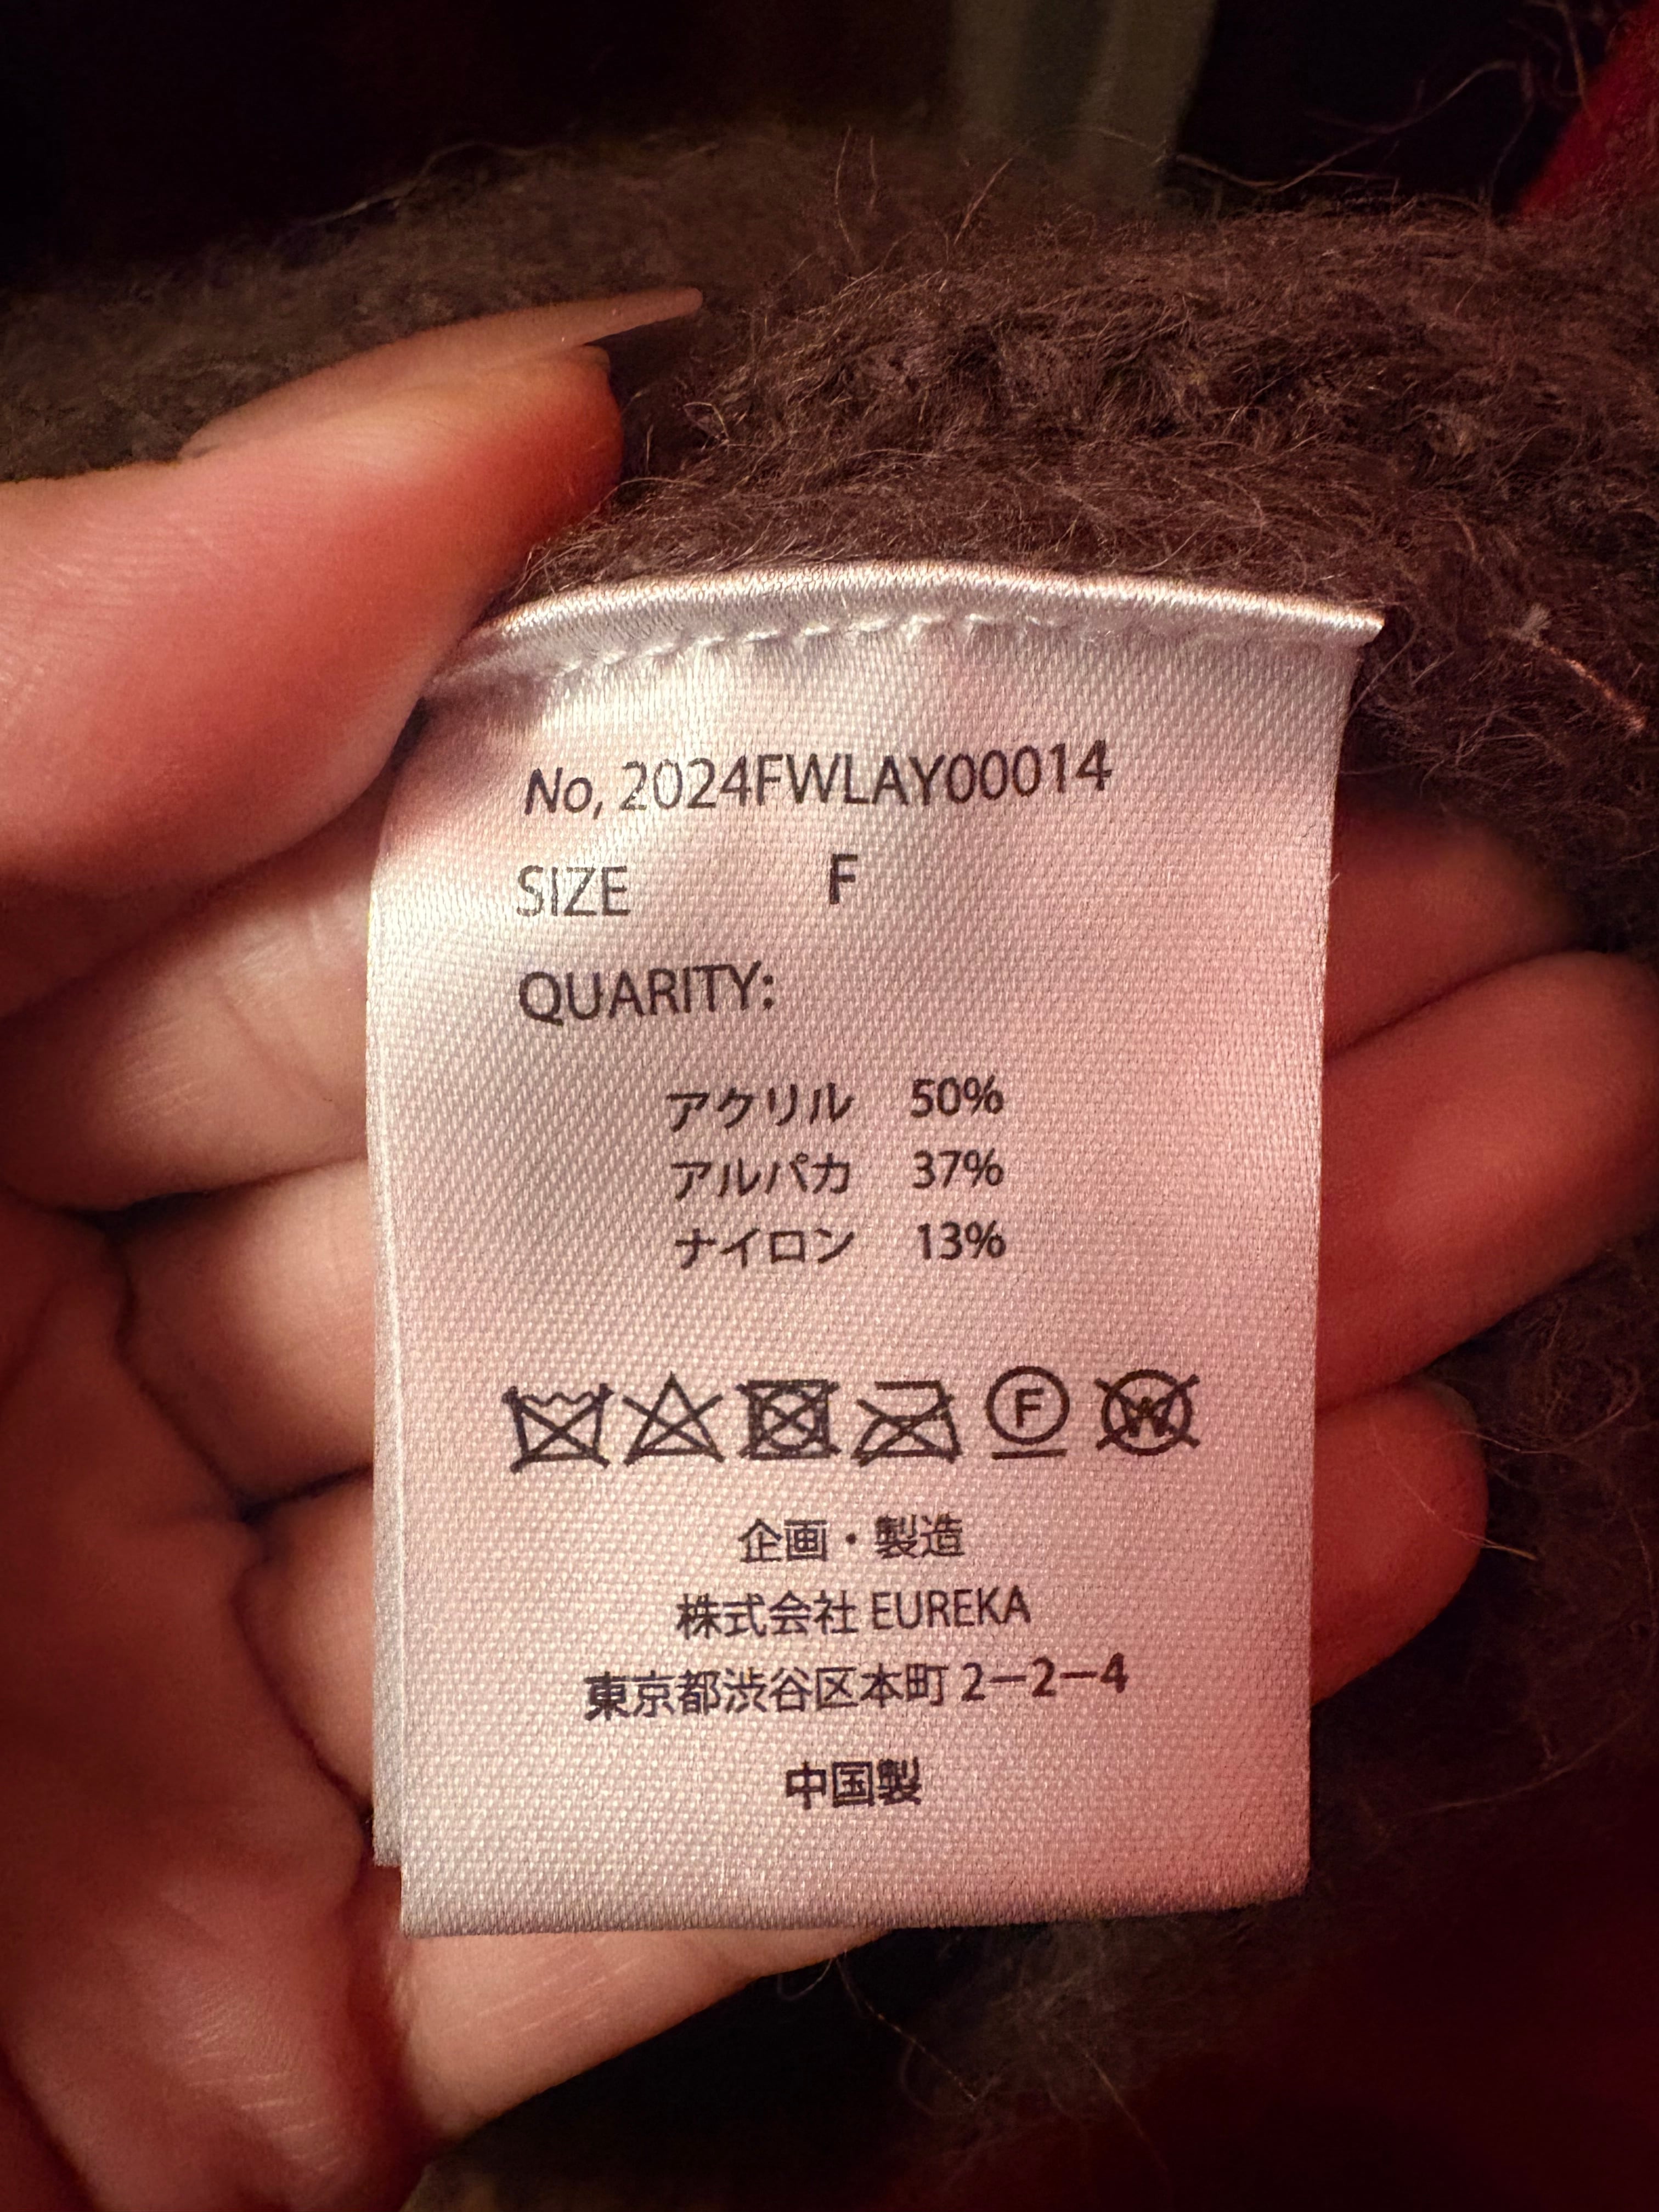 No, 2024FWLAY00014
SIZE F
QUARITY:
アクリル 50%
アルパカ 37%
ナイロン 13%
F W
企画・製造
株式会社 EUREKA
東京都渋谷区本町 2−2−4
中国製